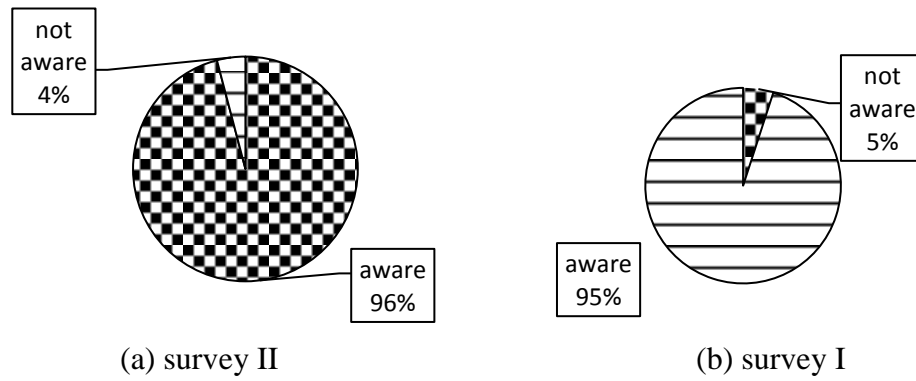 not
aware
4%
aware
96%
(a) survey II
not
aware
5%
aware
95%
(b) survey I